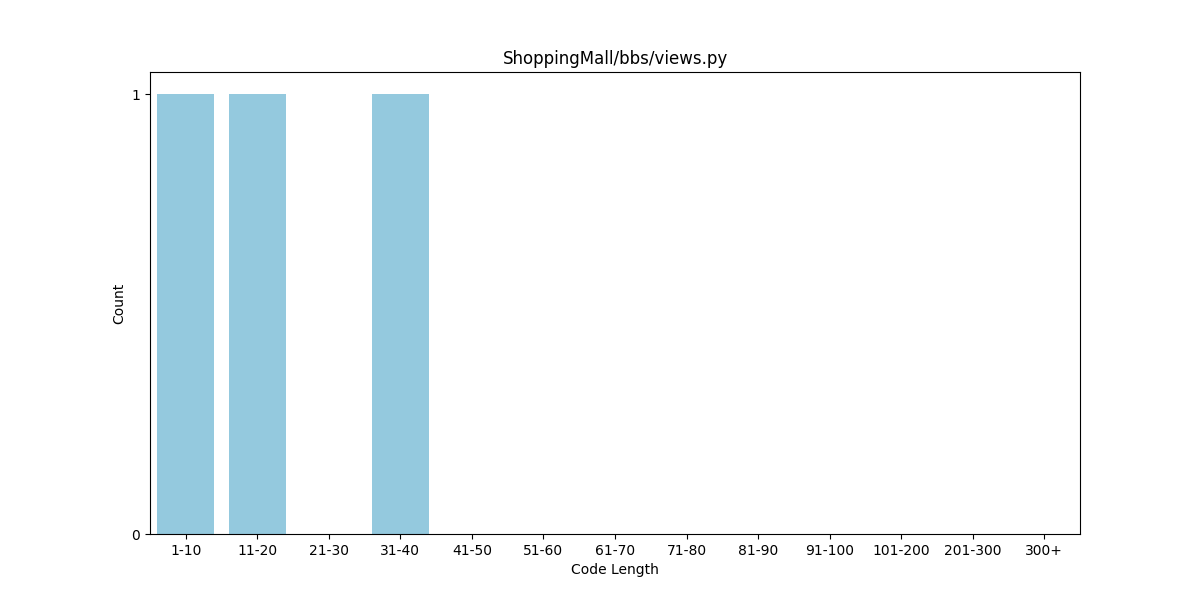 ShoppingMall/bbs/views.py
1
Count
0
1-10 11-20 21-30 31-40 41-50 51-60 61-70 71-80 81-90 91-100 101-200 201-300 300+
Code Length